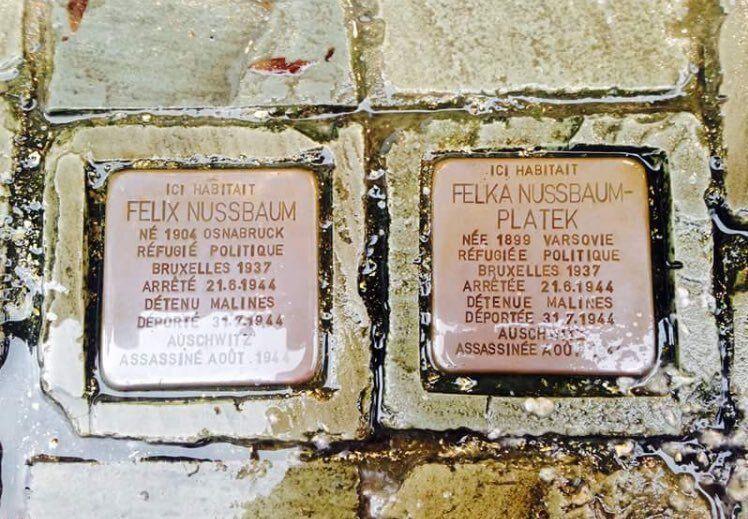 ICI HABITAIT
FELIX NUSSBAUM
NÉ 1904 OSNABRUCK
RÉFUGIÉ POLITIQUE
BRUXELLES 1937
ARRÊTÉ 21.6.1944
DÉTENU MALINES
DÉPORTÉ 31.7.1944
AUSCHWITZ
ASSASSINÉ AOÛT 1944
ICI HABITAIT
FELKA NUSSBAUM-
PLATEK
NÉE 1899 VARSOVIE
RÉFUGIÉE POLITIQUE
BRUXELLES 1937
ARRÊTÉE 21.6.1944
DÉTENUE MALINES
DÉPORTÉE 31.7.1944
AUSCHWITZ
ASSASSINÉE AOÛT